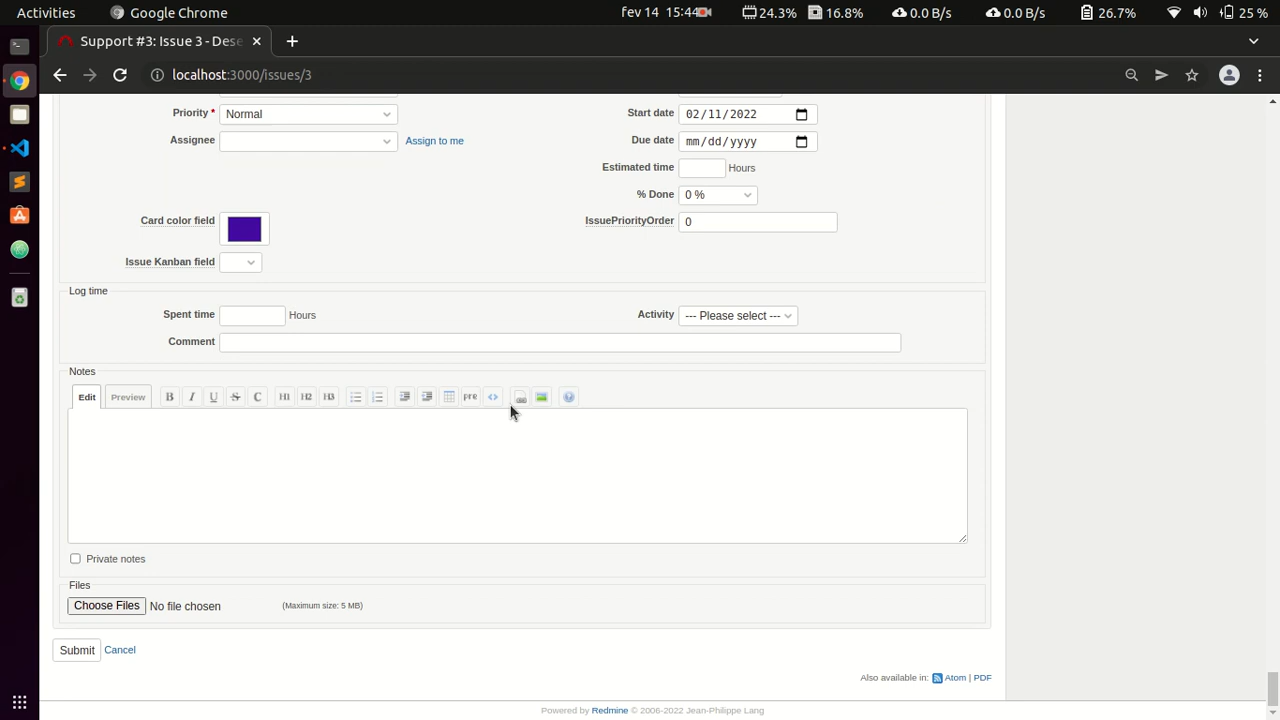 Activities
Google Chrome
fev 14 15:44
24.3%
16.8%
0.0 B/s
0.0 B/s
26.7%
25 %
Support #3: Issue 3 - Dese
localhost:3000/issues/3
Priority *
Normal
Start date
02/11/2022
Assignee
Assign to me
Due date
mm/dd/yyyy
Estimated time
Hours
% Done
0 %
Card color field
IssuePriorityOrder
0
Issue Kanban field
Log time
Spent time
Hours
Activity
--- Please select ---
Comment
Notes
Edit
Preview
B
I
U
S
C
H1
H2
H3
pre
<>
?
Private notes
Files
Choose Files
No file chosen
(Maximum size: 5 MB)
Submit
Cancel
Also available in: Atom | PDF
Powered by Redmine © 2006-2022 Jean-Philippe Lang